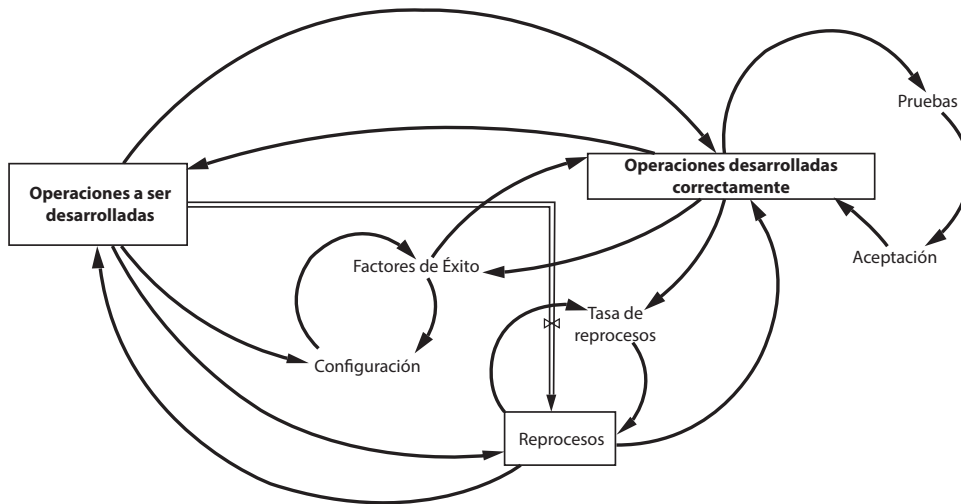 Pruebas
Operaciones desarrolladas
correctamente
Operaciones a ser
desarrolladas
Aceptación
Factores de Éxito
Tasa de
reprocesos
Configuración
Reprocesos